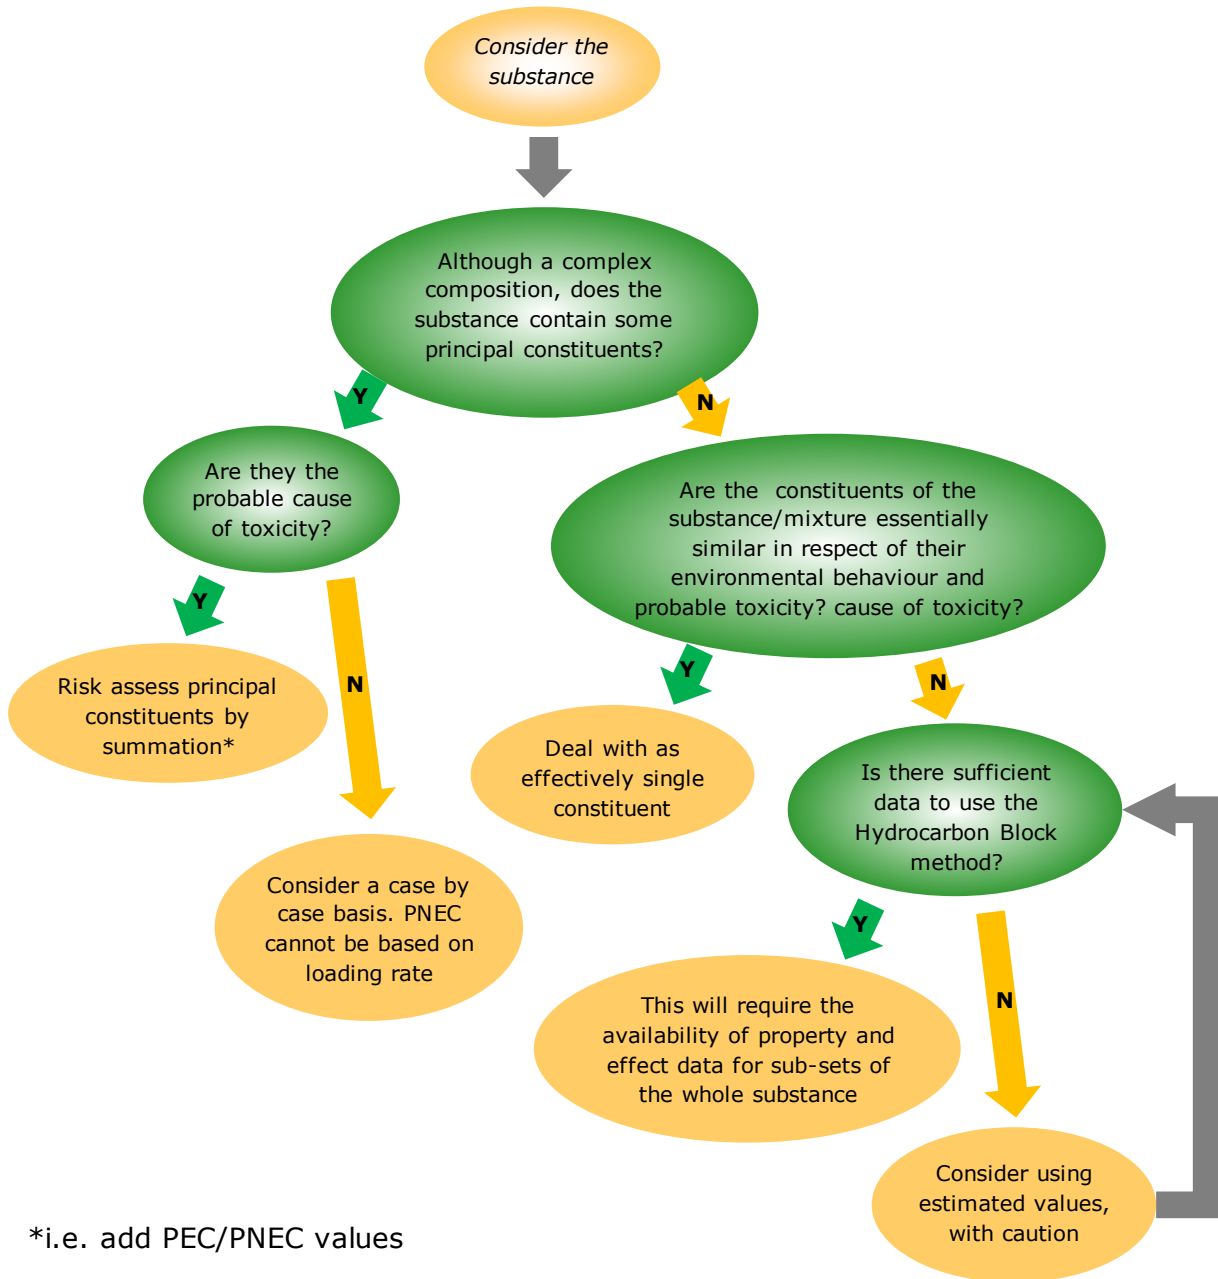 Consider the
substance
Although a complex
composition, does the
substance contain some
principal constituents?
Y
N
Are they the
probable cause
of toxicity?
Are the constituents of the
substance/mixture essentially
similar in respect of their
environmental behaviour and
probable toxicity? cause of toxicity?
Y
N
Y
N
Risk assess principal
constituents by
summation*
Deal with as
effectively single
constituent
Is there sufficient
data to use the
Hydrocarbon Block
method?
Consider a case by
case basis. PNEC
cannot be based on
loading rate
Y
N
This will require the
availability of property and
effect data for sub-sets of
the whole substance
Consider using
estimated values,
with caution
*i.e. add PEC/PNEC values